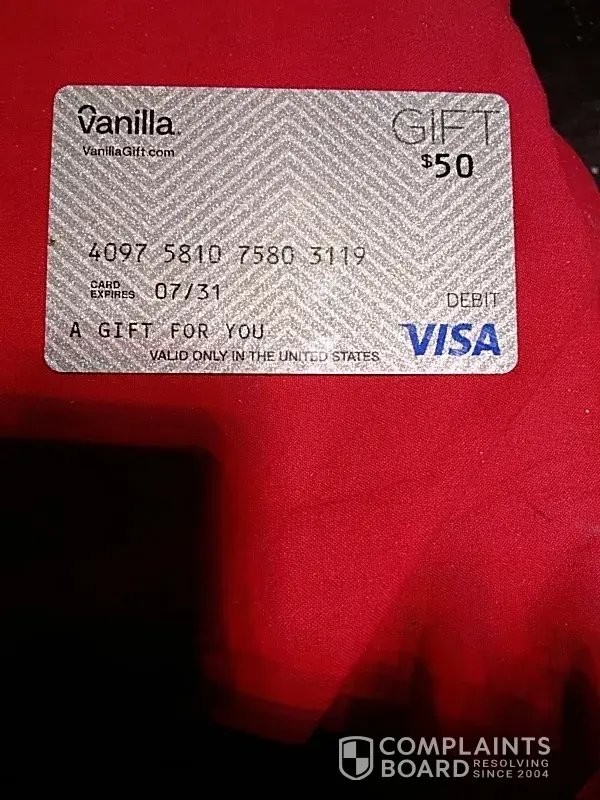 Vanilla.
VanillaGift.com
GIFT
$50
4097 5810 7580 3119
CARD
EXPIRES 07/31
DEBIT
A GIFT FOR YOU
VISA
VALID ONLY IN THE UNITED STATES
COMPLAINTS
BOARD RESOLVING
SINCE 2004